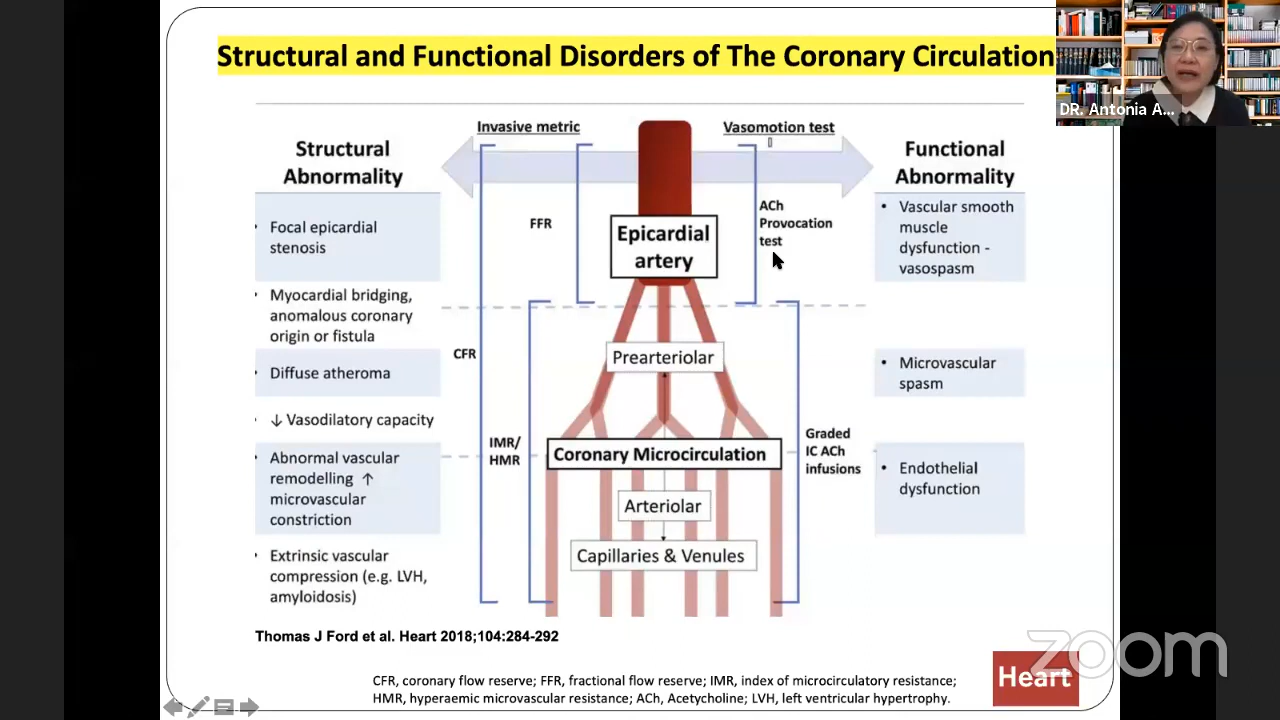 Structural and Functional Disorders of The Coronary Circulation
DR. Antonia A...
Invasive metric
Vasomotion test
Structural
Abnormality
Functional
Abnormality
FFR
ACh
Provocation
test
Epicardial
artery
• Focal epicardial
stenosis
• Vascular smooth
muscle
dysfunction -
vasospasm
• Myocardial bridging,
anomalous coronary
origin or fistula
CFR
Prearteriolar
• Diffuse atheroma
• Microvascular
spasm
• ↓ Vasodilatory capacity
IMR/
HMR
Coronary Microcirculation
Graded
IC ACh
infusions
• Abnormal vascular
remodelling ↑
microvascular
constriction
• Endothelial
dysfunction
Arteriolar
Capillaries & Venules
• Extrinsic vascular
compression (e.g. LVH,
amyloidosis)
Thomas J Ford et al. Heart 2018;104:284-292
zoom
Heart
CFR, coronary flow reserve; FFR, fractional flow reserve; IMR, index of microcirculatory resistance;
HMR, hyperaemic microvascular resistance; ACh, Acetycholine; LVH, left ventricular hypertrophy.